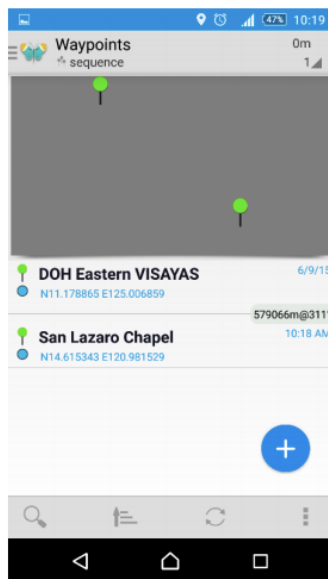 47% 10:19
Waypoints 0m
sequence 1
DOH Eastern VISAYAS 6/9/15
N11.178865 E125.006859
579066m@311°
San Lazaro Chapel 10:18 AM
N14.615343 E120.981529